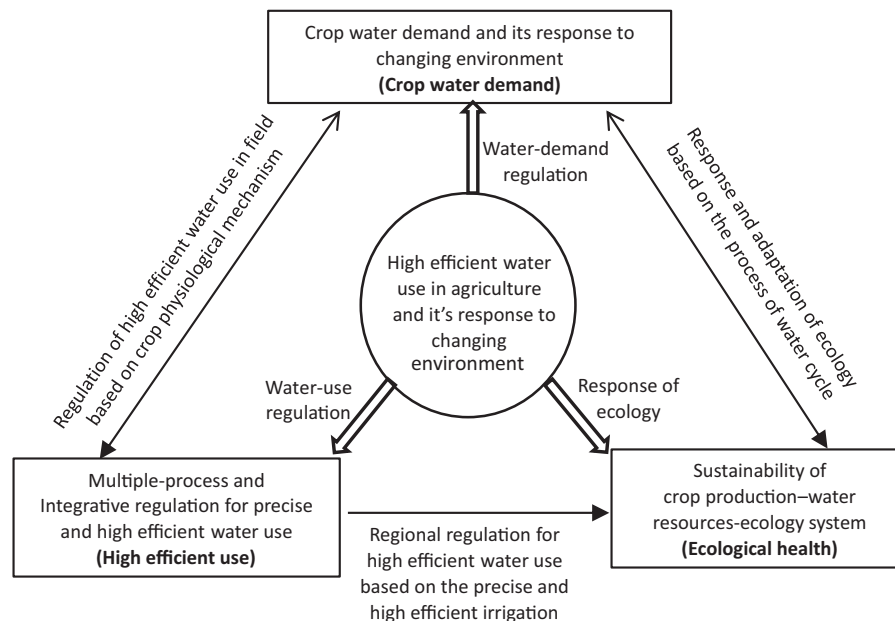 Crop water demand and its response to
changing environment
(Crop water demand)
Regulation of high efficient water use in field
based on crop physiological mechanism
Water-demand
regulation
Response and adaptation of ecology
based on the process of water cycle
High efficient water
use in agriculture
and it’s response to
changing
environment
Water-use
regulation
Response of
ecology
Multiple-process and
Integrative regulation for precise
and high efficient water use
(High efficient use)
Regional regulation for
high efficient water use
based on the precise and
high efficient irrigation
Sustainability of
crop production–water
resources-ecology system
(Ecological health)